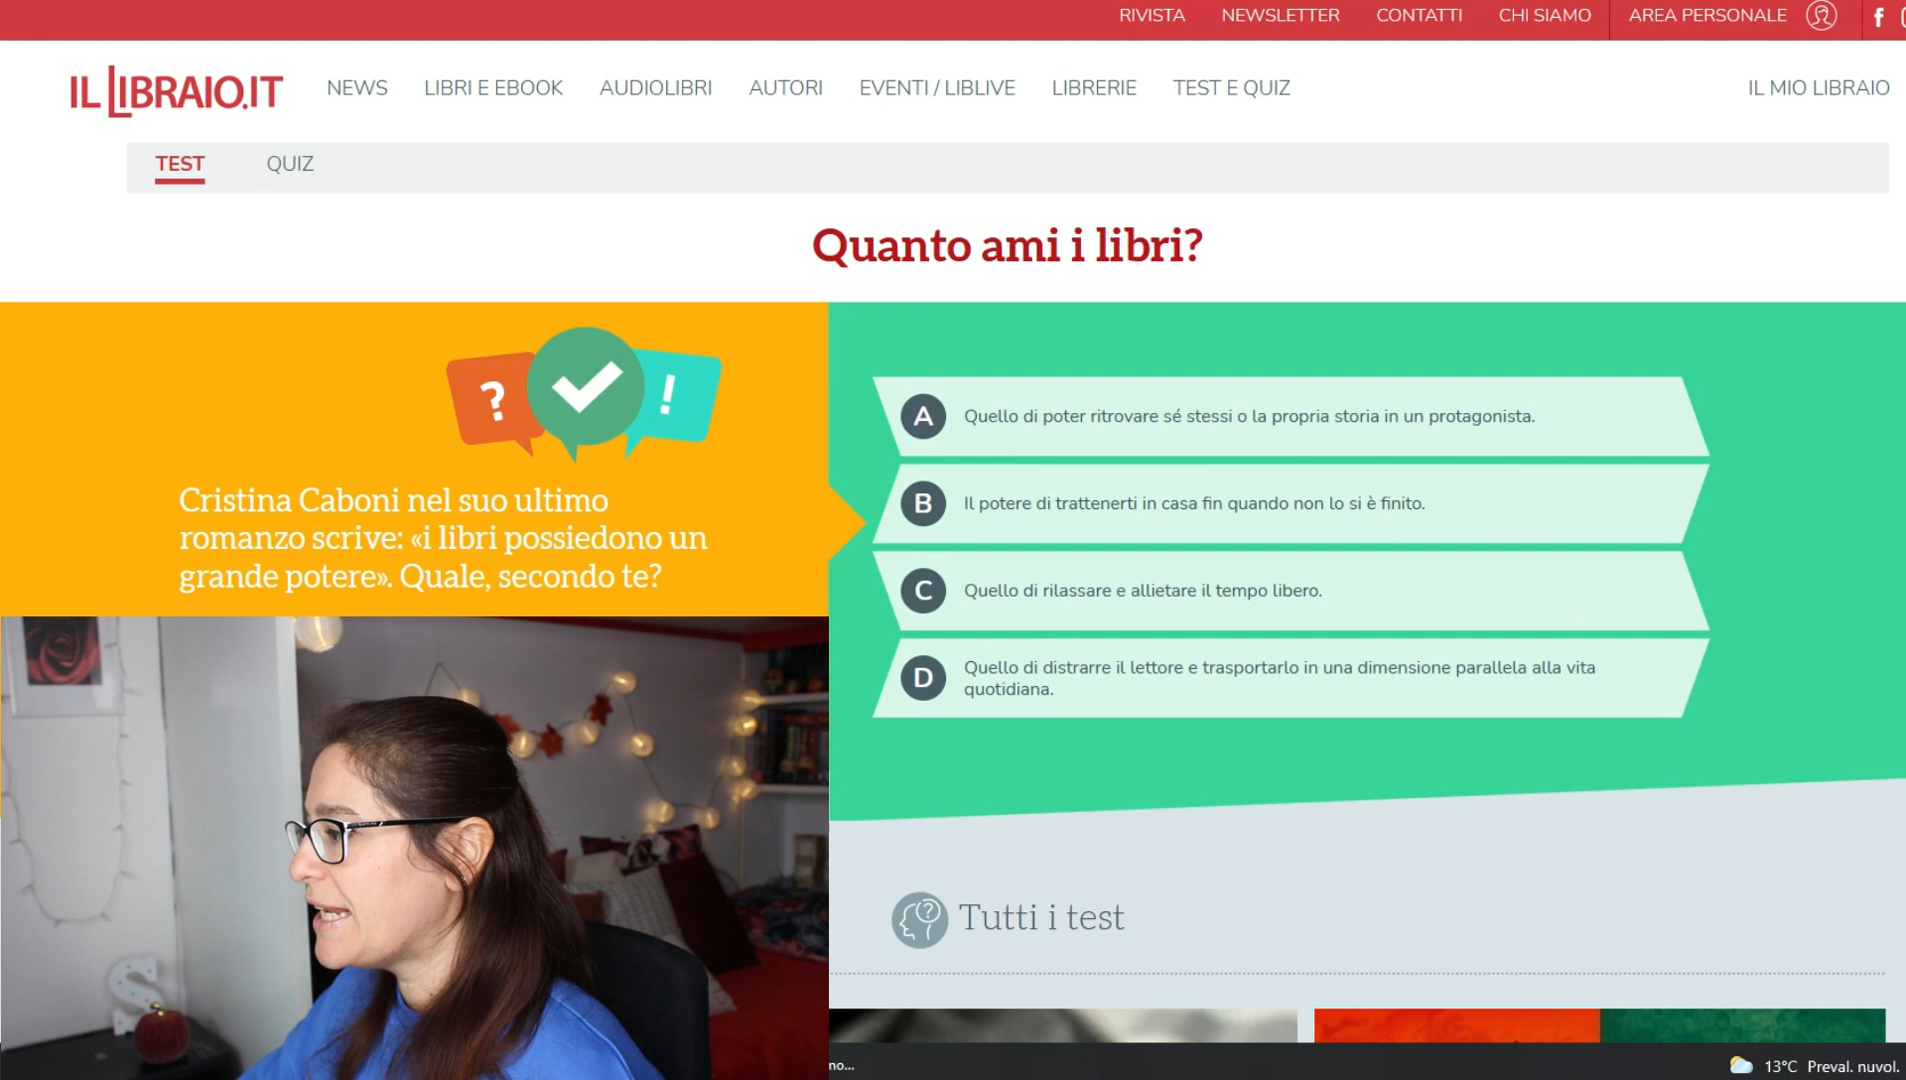 RIVISTA NEWSLETTER CONTATTI CHI SIAMO AREA PERSONALE
IL LIBRAIO.IT NEWS LIBRI E EBOOK AUDIOLIBRI AUTORI EVENTI / LIBLIVE LIBRERIE TEST E QUIZ IL MIO LIBRAIO
TEST QUIZ
Quanto ami i libri?
? !
Cristina Caboni nel suo ultimo
romanzo scrive: «i libri possiedono un
grande potere». Quale, secondo te?
A Quello di poter ritrovare sé stessi o la propria storia in un protagonista.
B Il potere di trattenerti in casa fin quando non lo si è finito.
C Quello di rilassare e allietare il tempo libero.
D Quello di distrarre il lettore e trasportarlo in una dimensione parallela alla vita
quotidiana.
Tutti i test
S
13°C Preval. nuvol.